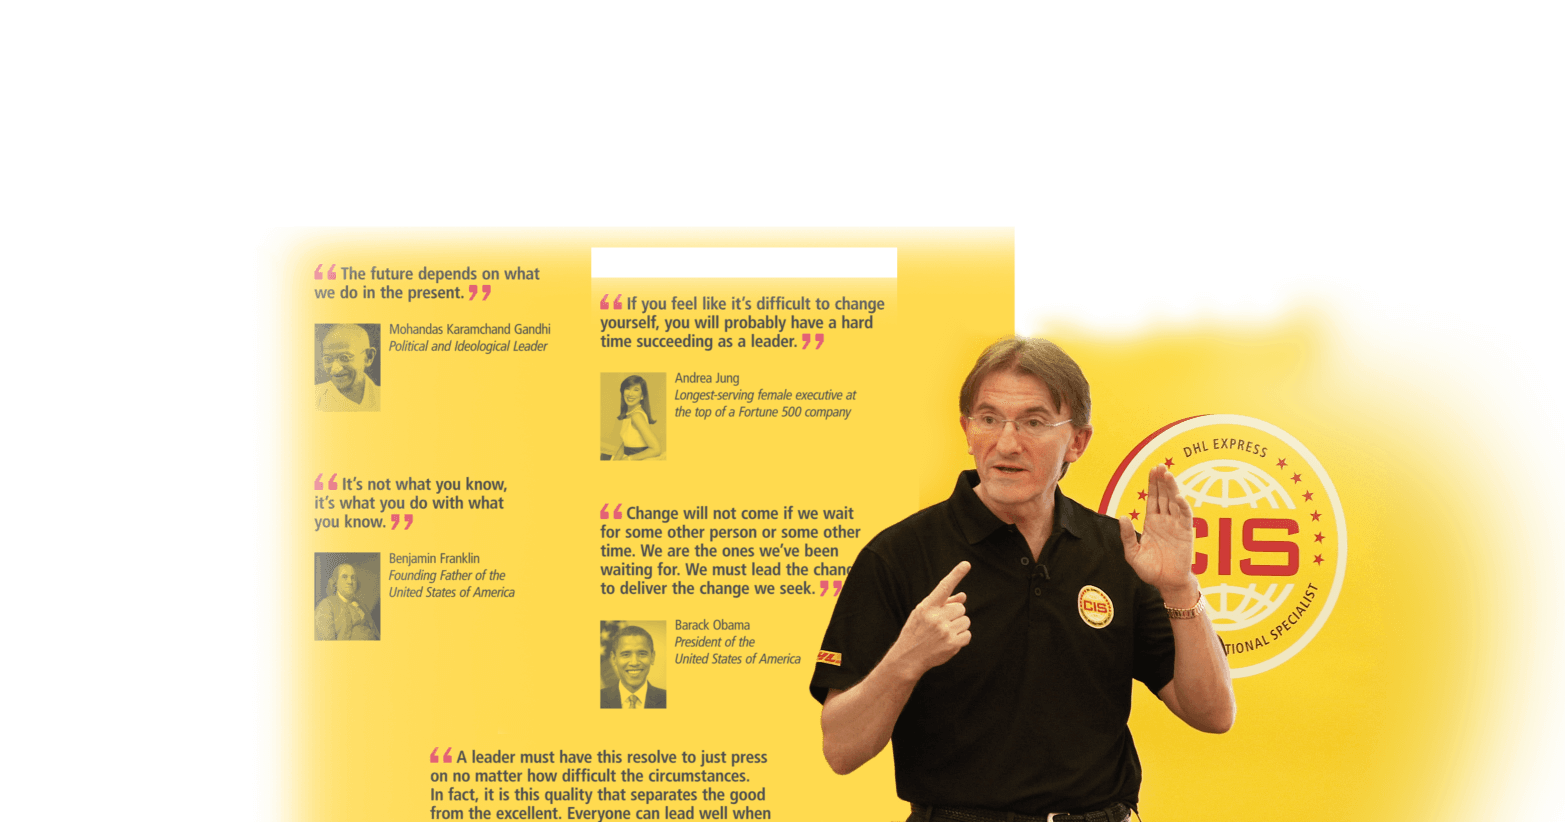 “The future depends on what
we do in the present.”
Mohandas Karamchand Gandhi
Political and Ideological Leader
“It’s not what you know,
it’s what you do with what
you know.”
Benjamin Franklin
Founding Father of the
United States of America
“If you feel like it’s difficult to change
yourself, you will probably have a hard
time succeeding as a leader.”
Andrea Jung
Longest-serving female executive at
the top of a Fortune 500 company
“Change will not come if we wait
for some other person or some other
time. We are the ones we’ve been
waiting for. We must lead the chang
to deliver the change we seek.”
Barack Obama
President of the
United States of America
“A leader must have this resolve to just press
on no matter how difficult the circumstances.
In fact, it is this quality that separates the good
from the excellent. Everyone can lead well when
DHL EXPRESS
CIS
TIONAL SPECIALIST
CIS